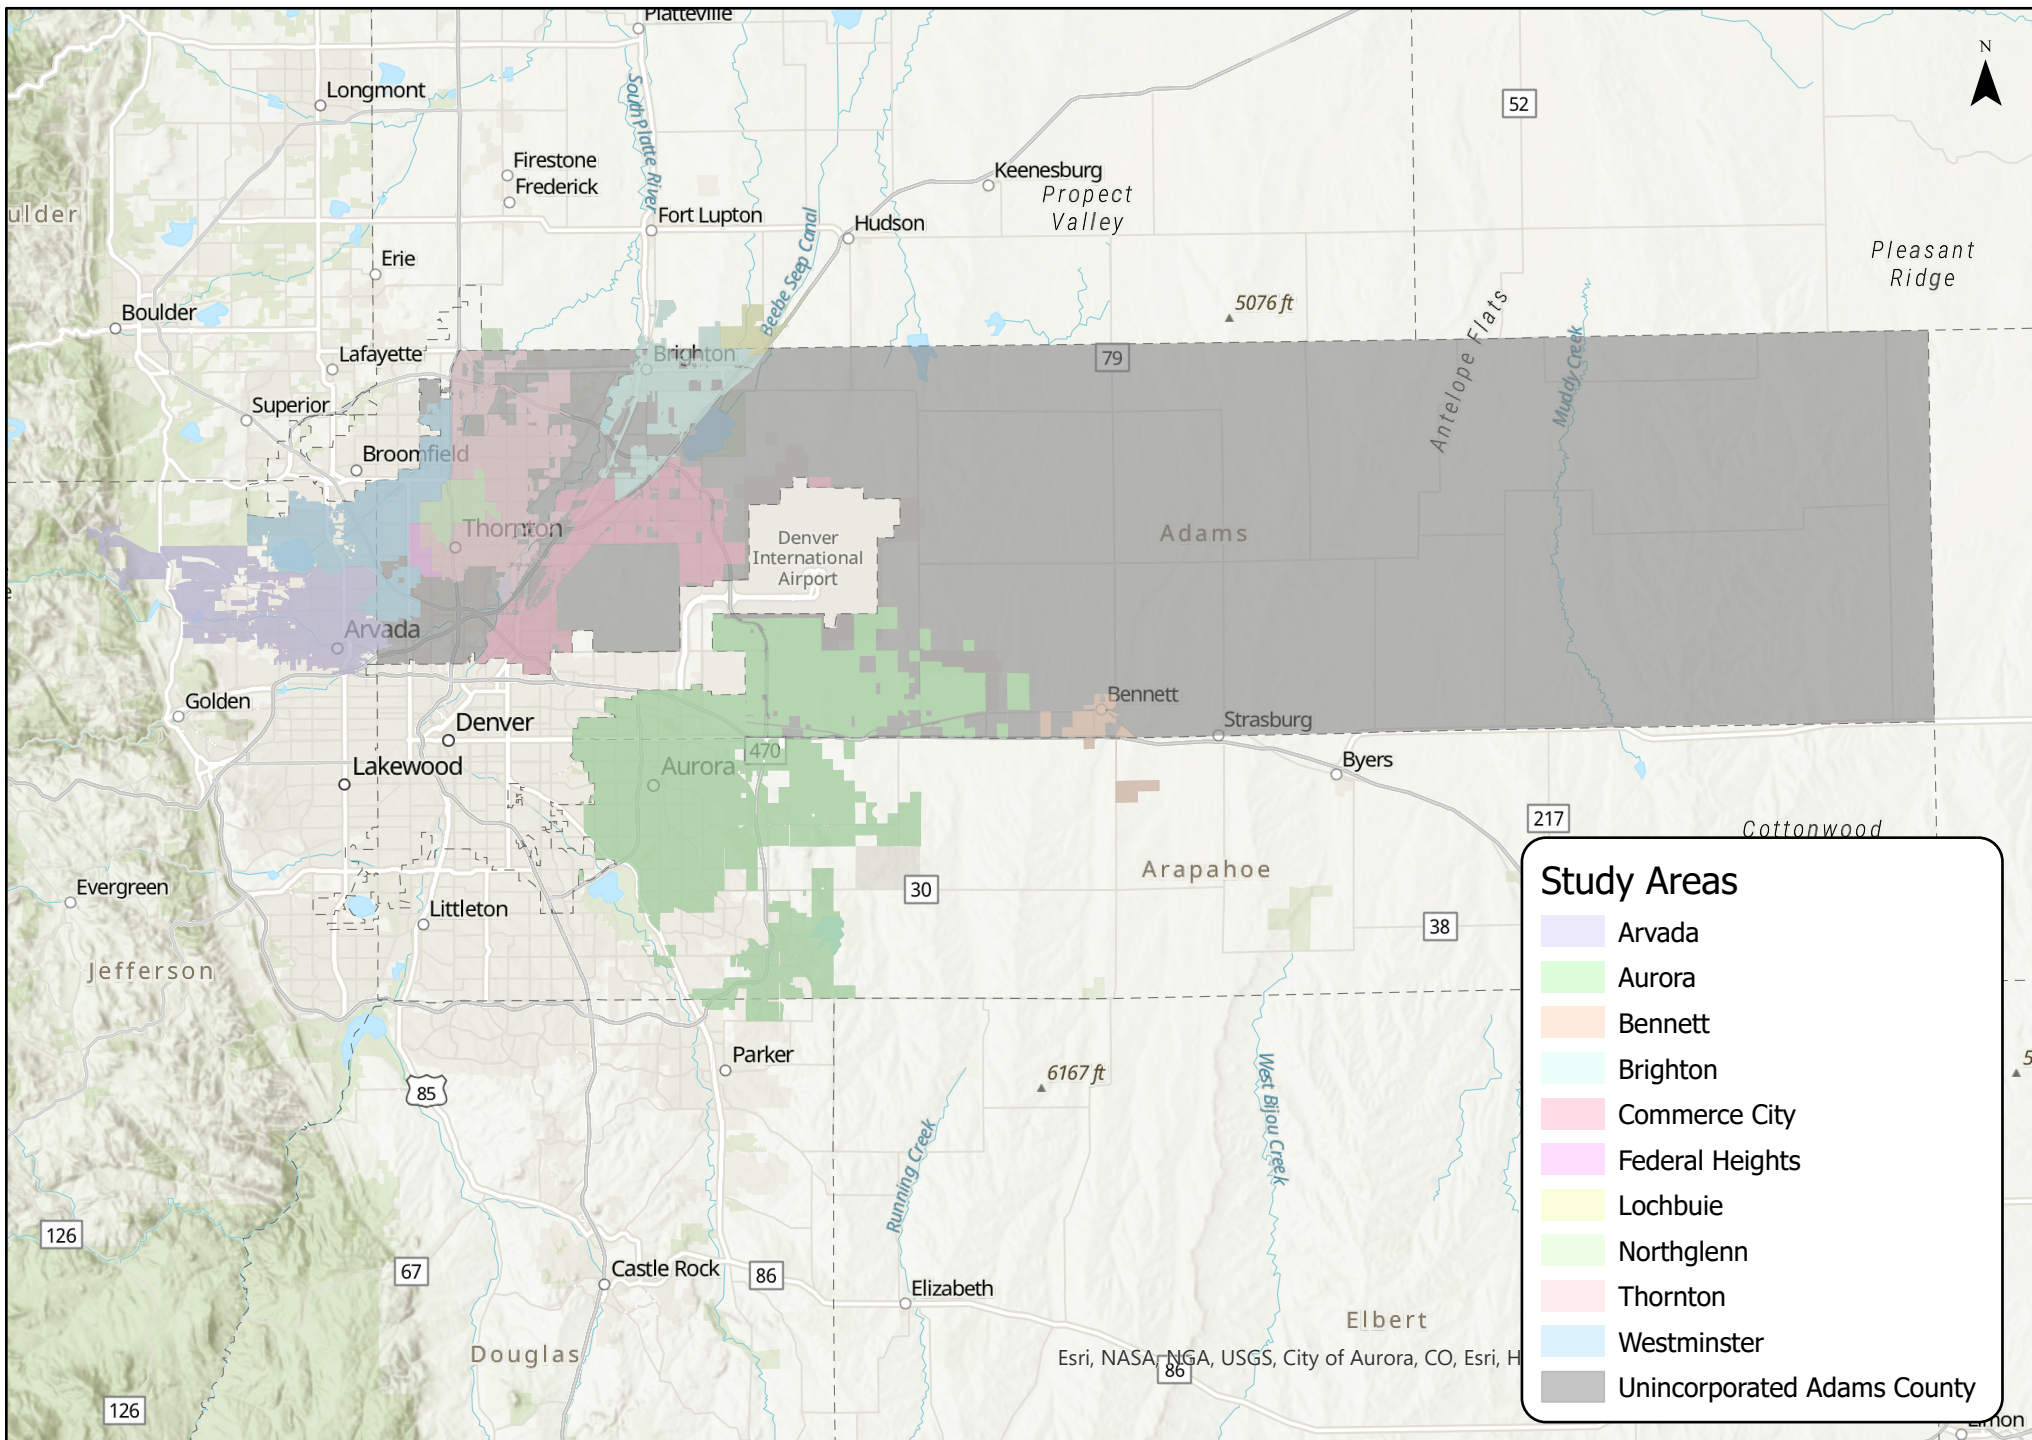 Platteville
N
Longmont
52
South Platte River
Firestone
Frederick
Keenesburg
Propect
Valley
ulder
Fort Lupton
Hudson
Beebe Seep Canal
Erie
Pleasant
Ridge
5076 ft
Boulder
Antelope Flats
Muddy Creek
Lafayette
Brighton
79
Superior
Broomfield
Thornton
Adams
Denver
International
Airport
Arvada
Golden
Bennett
Strasburg
Denver
470
Lakewood
Aurora
Byers
217
Cottonwood
Arapahoe
Evergreen
30
Littleton
38
Jefferson
Parker
6167 ft
5
85
West Bijou Creek
Running Creek
126
67
Castle Rock
86
Elizabeth
Elbert
Douglas
Esri, NASA, NGA, USGS, City of Aurora, CO, Esri, H
86
126
Limon
Study Areas
Arvada
Aurora
Bennett
Brighton
Commerce City
Federal Heights
Lochbuie
Northglenn
Thornton
Westminster
Unincorporated Adams County